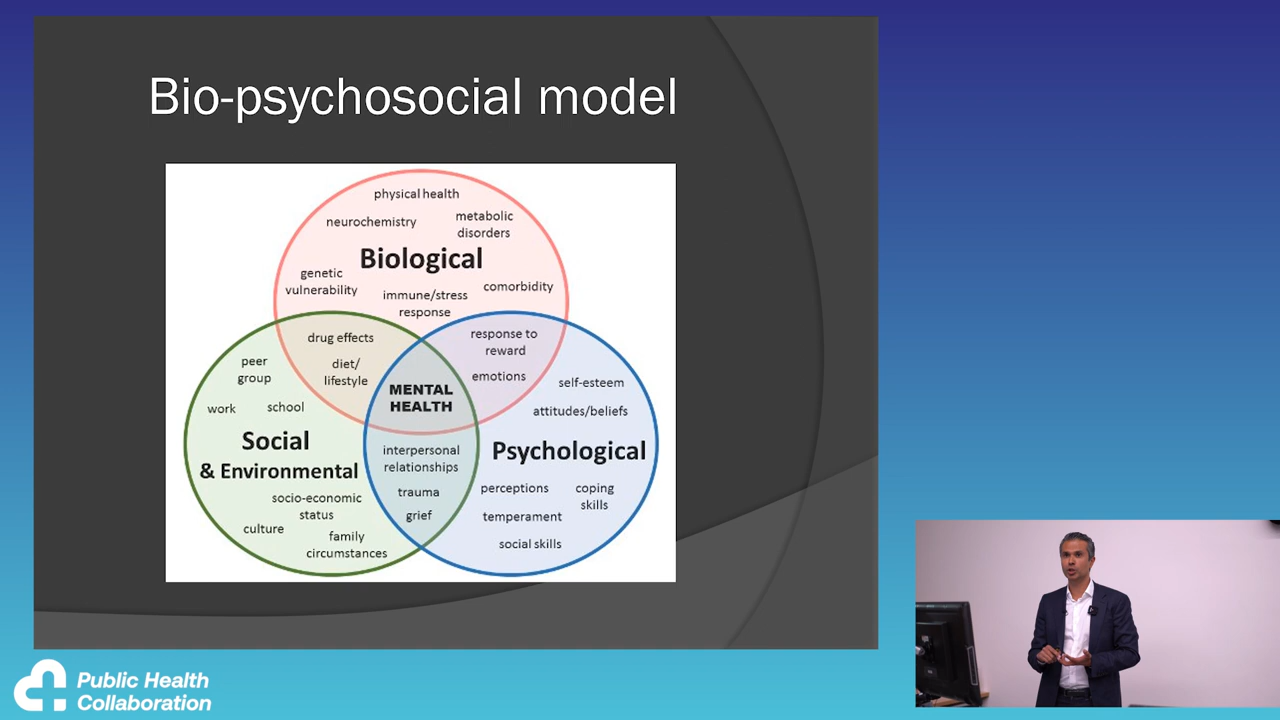 Bio-psychosocial model
physical health
neurochemistry
metabolic
disorders
Biological
genetic
vulnerability
immune/stress
response
comorbidity
drug effects
diet/
lifestyle
response to
reward
emotions
MENTAL
HEALTH
peer
group
work
school
Social
& Environmental
socio-economic
status
culture
family
circumstances
interpersonal
relationships
trauma
grief
self-esteem
attitudes/beliefs
Psychological
perceptions
coping
skills
temperament
social skills
Public Health
Collaboration